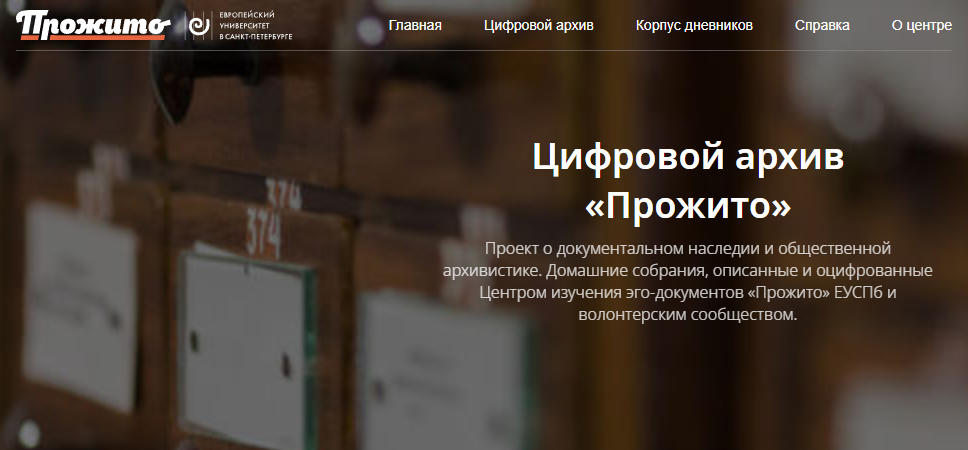 Прожито
ЕВРОПЕЙСКИЙ
УНИВЕРСИТЕТ
В САНКТ-ПЕТЕРБУРГЕ
Главная
Цифровой архив
Корпус дневников
Справка
О центре
Цифровой архив
«Прожито»
Проект о документальном наследии и общественной
архивистике. Домашние собрания, описанные и оцифрованные
Центром изучения эго-документов «Прожито» ЕУСПб и
волонтерским сообществом.
374
374